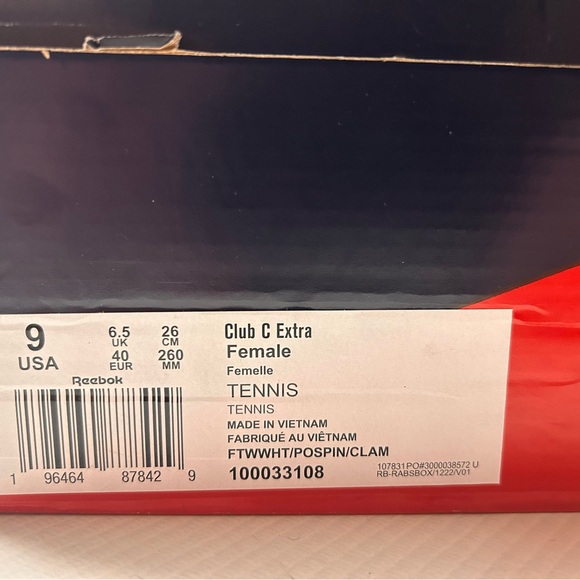 9
USA
6.5
UK
40
EUR
26
CM
260
MM
Reebok
1 96464 87842 9
Club C Extra
Female
Femelle
TENNIS
TENNIS
MADE IN VIETNAM
FABRIQUÉ AU VIÊTNAM
FTWWHT/POSPIN/CLAM
100033108
107831PO#3000038572 U
RB-RABSBOX/1222/V01